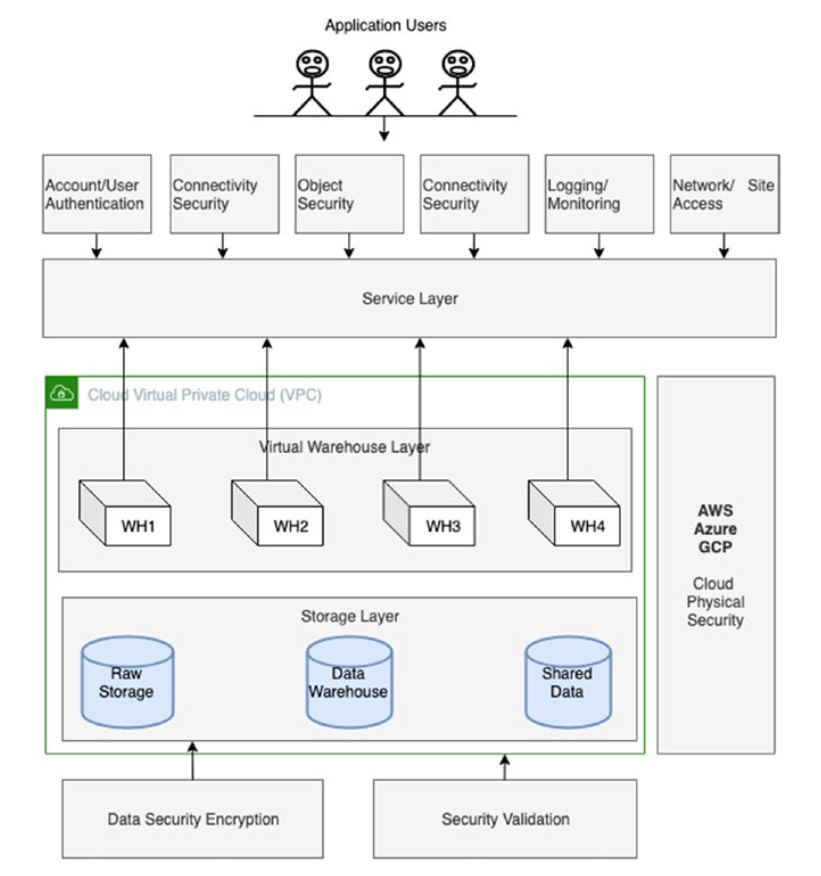 Application Users
Account/User
Authentication
Connectivity
Security
Object
Security
Connectivity
Security
Logging/
Monitoring
Network/ Site
Access
Service Layer
Cloud Virtual Private Cloud (VPC)
Virtual Warehouse Layer
WH1
WH2
WH3
WH4
AWS
Azure
GCP
Cloud
Physical
Security
Storage Layer
Raw
Storage
Data
Warehouse
Shared
Data
Data Security Encryption
Security Validation